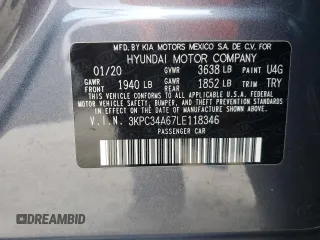 MFD. BY KIA MOTORS MEXICO SA DE C.V. FOR
HYUNDAI MOTOR COMPANY
01/20 GVWR 3638 LB PAINT U4G
FRONT GAWR 1940 LB REAR GAWR 1852 LB TRIM TRY
THIS VEHICLE CONFORMS TO ALL APPLICABLE
FEDERAL MOTOR VEHICLE SAFETY, BUMPER,
AND THEFT PREVENTION STANDARDS
IN EFFECT ON THE DATE OF MANUFACTURE SHOWN ABOVE.
V.I.N. 3KPC34A67LE118346
PASSENGER CAR
© DREAMBID